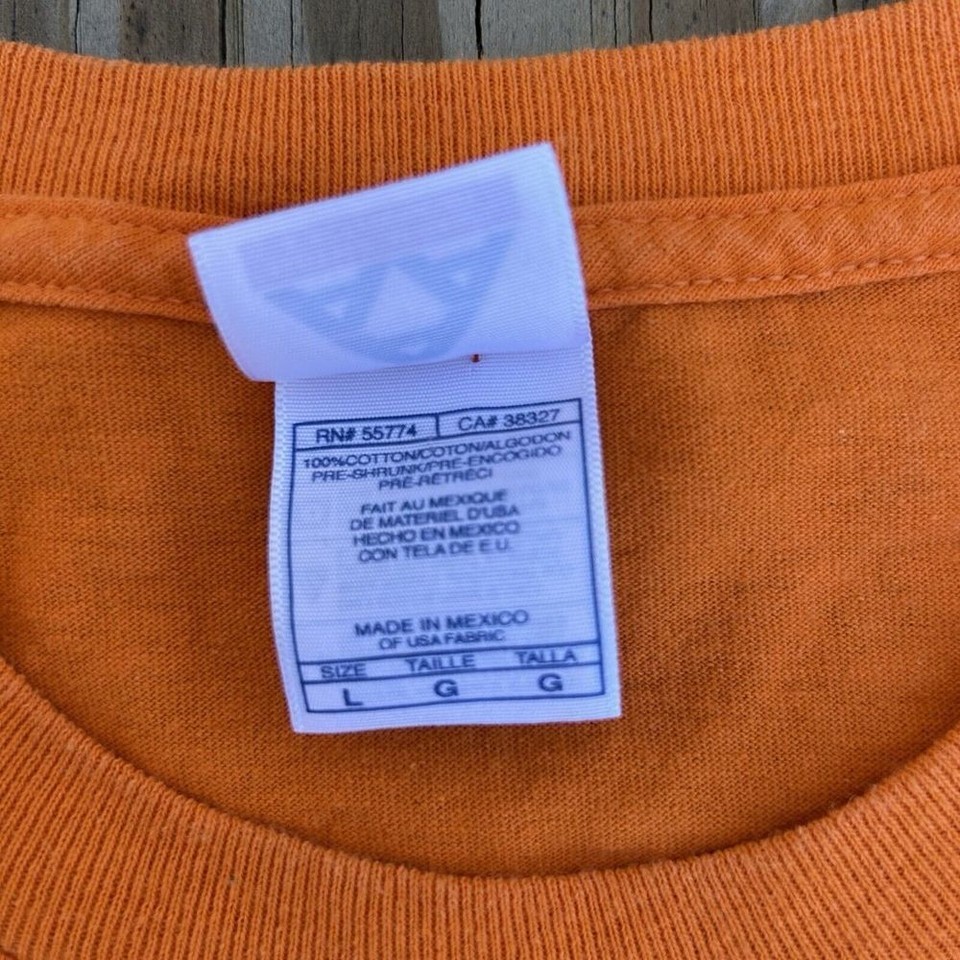 RN# 55774 CA# 38327
100%COTTON/COTON/ALGODON
PRE-SHRUNK/PRE-ENCOGIDO
PRÉ-RÉTRÉCI
FAIT AU MEXIQUE
DE MATERIEL D'USA
HECHO EN MEXICO
CON TELA DE E.U.
MADE IN MEXICO
OF USA FABRIC
SIZE TAILLE TALLA
L G G